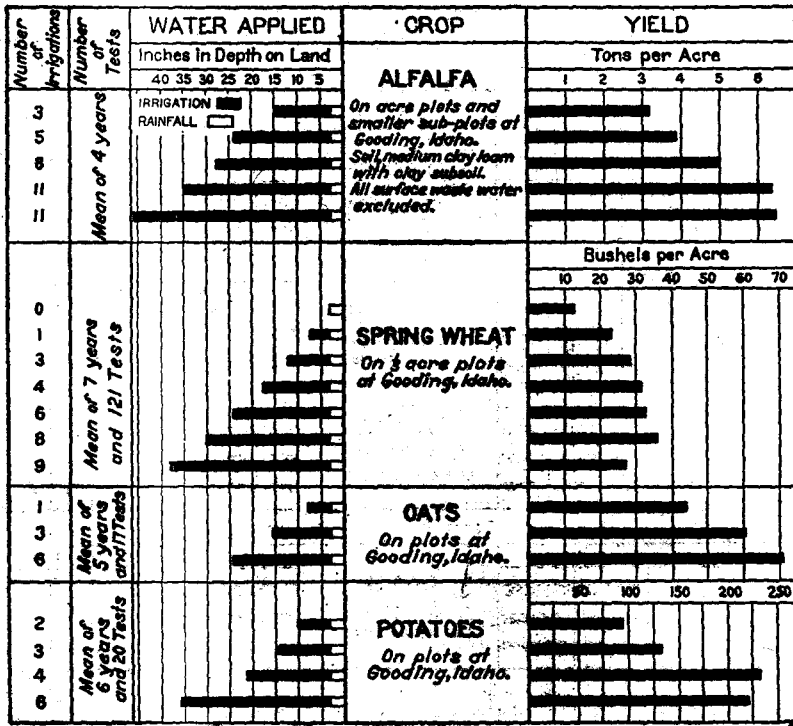 Number of Irrigations
Number of Tests
WATER APPLIED
CROP
YIELD
Inches in Depth on Land
Tons per Acre
40 35 30 25 20 15 10 5
1 2 3 4 5 6
IRRIGATION
RAINFALL
Mean of 4 years
3
5
8
11
11
ALFALFA
On acre plots and
smaller sub-plots at
Gooding, Idaho.
Soil, medium clay loam
with clay subsoil.
All surface waste water
excluded.
Bushels per Acre
10 20 30 40 50 60 70
Mean of 7 years
and 121 Tests
0
1
3
4
6
8
9
SPRING WHEAT
On ⅓ acre plots
at Gooding, Idaho.
Mean of
5 years
and 17 Tests
1
3
6
OATS
On plots at
Gooding, Idaho.
50 100 150 200 250
Mean of
6 years
and 20 Tests
2
3
4
6
POTATOES
On plots at
Gooding, Idaho.